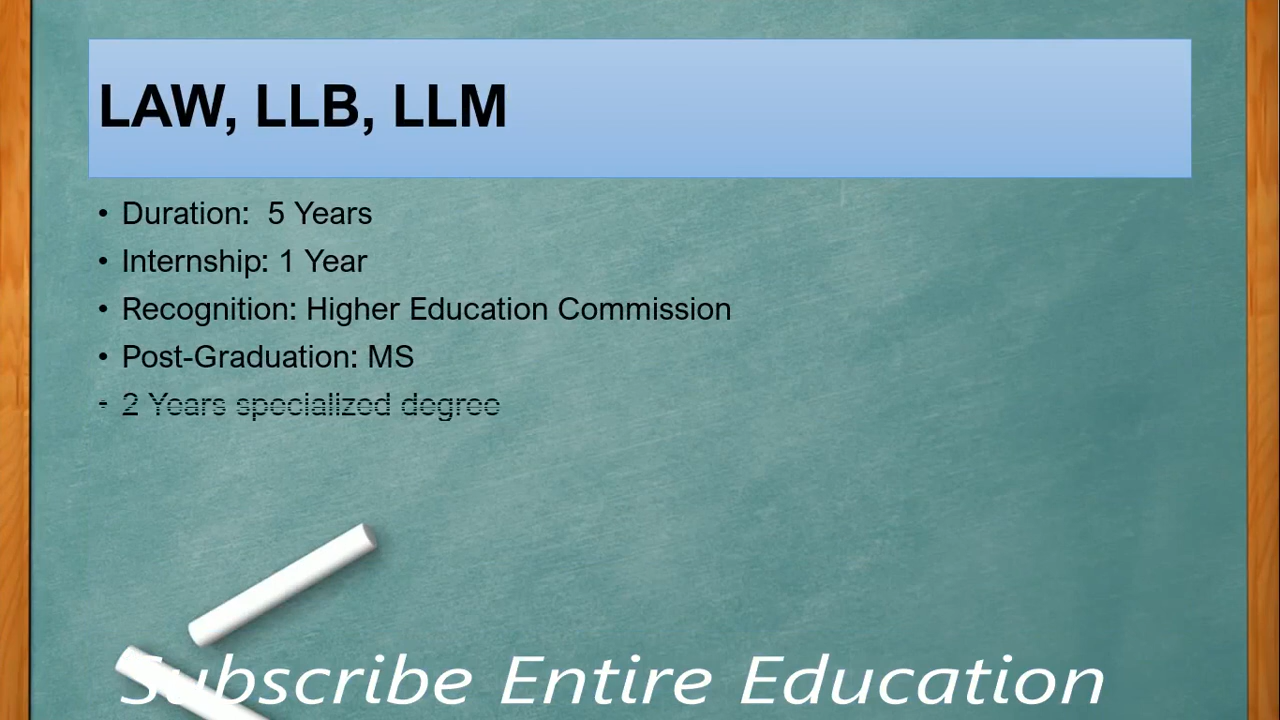 LAW, LLB, LLM
• Duration:  5 Years
• Internship: 1 Year
• Recognition: Higher Education Commission
• Post-Graduation: MS
• 2 Years specialized degree
Subscribe Entire Education